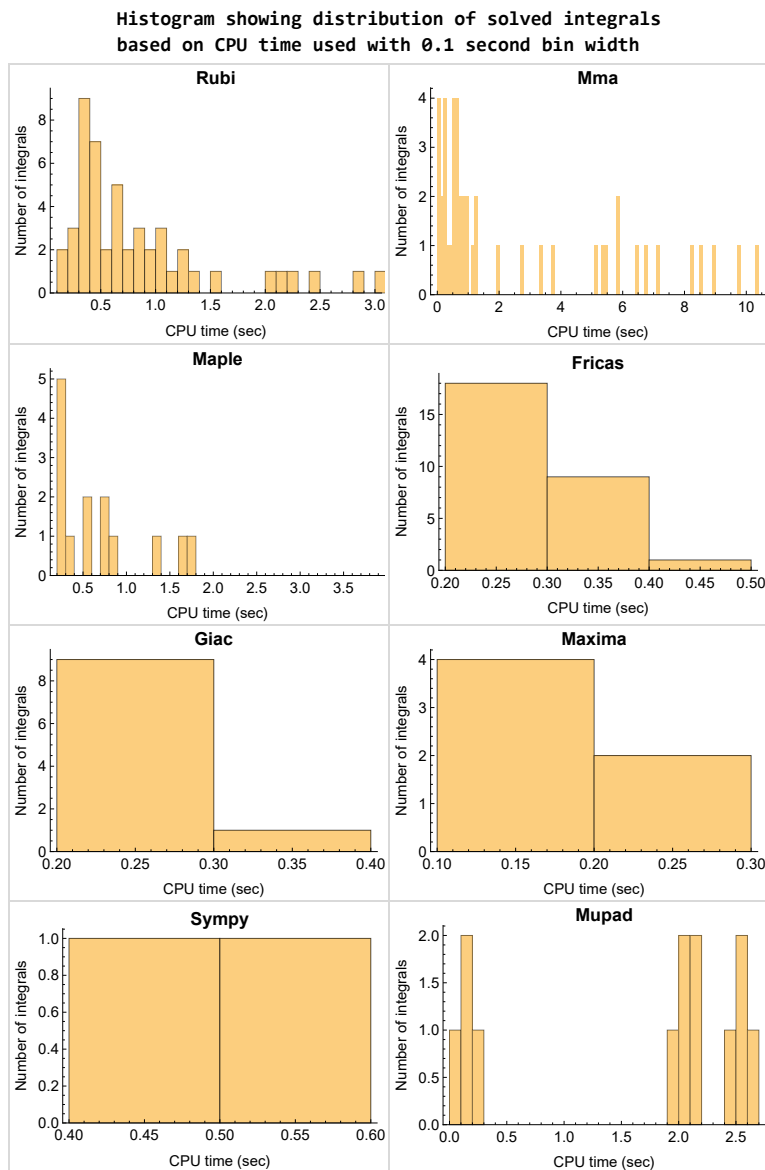 Histogram showing distribution of solved integrals
based on CPU time used with 0.1 second bin width
Rubi
Number of integrals
0 2 4 6 8
0.5 1.0 1.5 2.0 2.5 3.0
CPU time (sec)
Mma
Number of integrals
0 1 2 3 4
0 2 4 6 8 10
CPU time (sec)
Maple
Number of integrals
0 1 2 3 4 5
0.5 1.0 1.5 2.0 2.5 3.0 3.5
CPU time (sec)
Fricas
Number of integrals
0 5 10 15
0.20 0.25 0.30 0.35 0.40 0.45 0.50
CPU time (sec)
Giac
Number of integrals
0 2 4 6 8
0.20 0.25 0.30 0.35 0.40
CPU time (sec)
Maxima
Number of integrals
0 1 2 3 4
0.10 0.15 0.20 0.25 0.30
CPU time (sec)
Sympy
Number of integrals
0.0 0.2 0.4 0.6 0.8 1.0
0.40 0.45 0.50 0.55 0.60
CPU time (sec)
Mupad
Number of integrals
0.0 0.5 1.0 1.5 2.0
0.0 0.5 1.0 1.5 2.0 2.5
CPU time (sec)